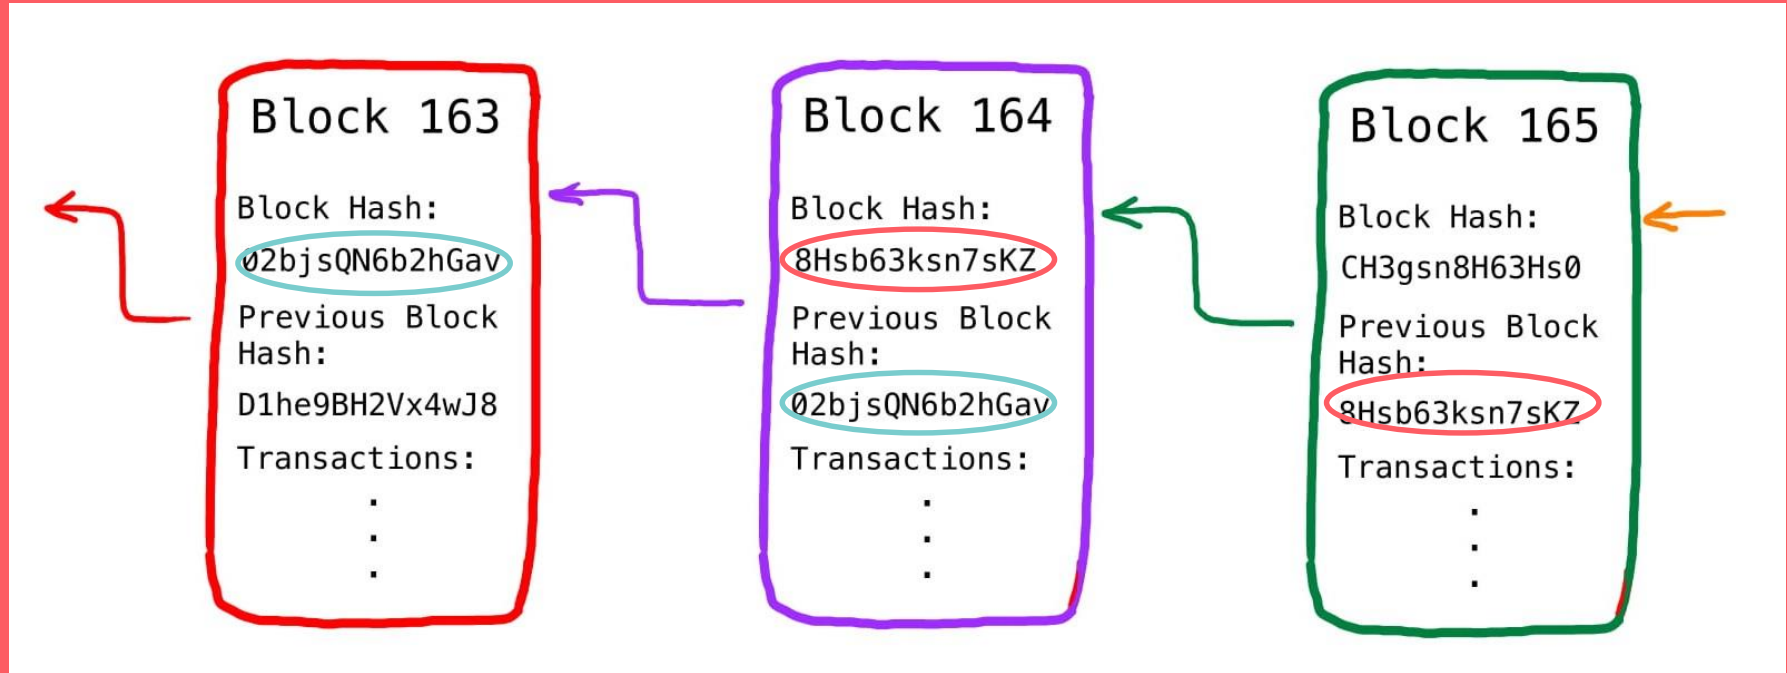 Block 163
Block Hash:
02bjsQN6b2hGav
Previous Block
Hash:
D1he9BH2Vx4wJ8
Transactions:
.
.
.
Block 164
Block Hash:
8Hsb63ksn7sKZ
Previous Block
Hash:
02bjsQN6b2hGav
Transactions:
.
.
.
Block 165
Block Hash:
CH3gsn8H63Hs0
Previous Block
Hash:
8Hsb63ksn7sKZ
Transactions:
.
.
.